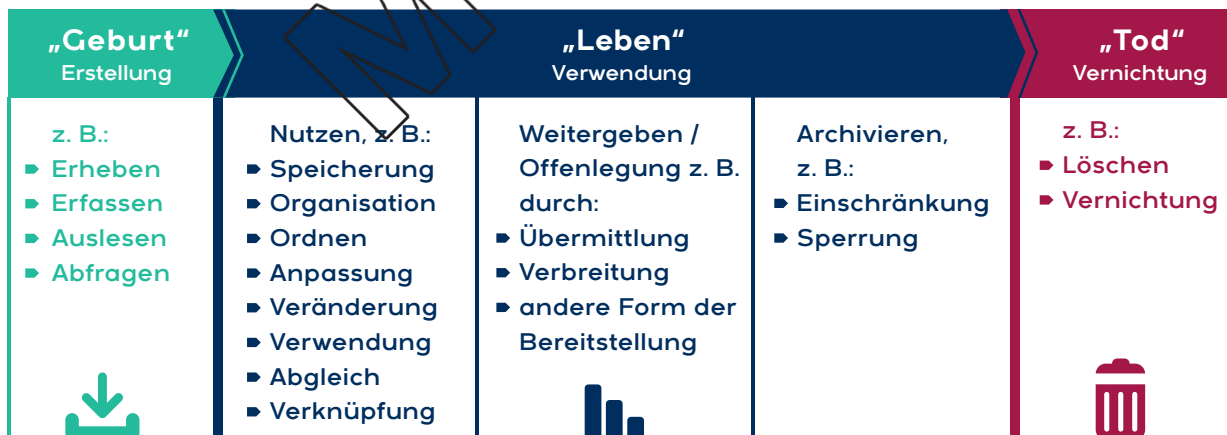 „Geburt“
Erstellung
z. B.:
Erheben
Erfassen
Auslesen
Abfragen
„Leben“
Verwendung
Nutzen, z. B.:
Speicherung
Organisation
Ordnen
Anpassung
Veränderung
Verwendung
Abgleich
Verknüpfung
Weitergeben /
Offenlegung z. B.
durch:
Übermittlung
Verbreitung
andere Form der
Bereitstellung
Archivieren,
z. B.:
Einschränkung
Sperrung
„Tod“
Vernichtung
z. B.:
Löschen
Vernichtung